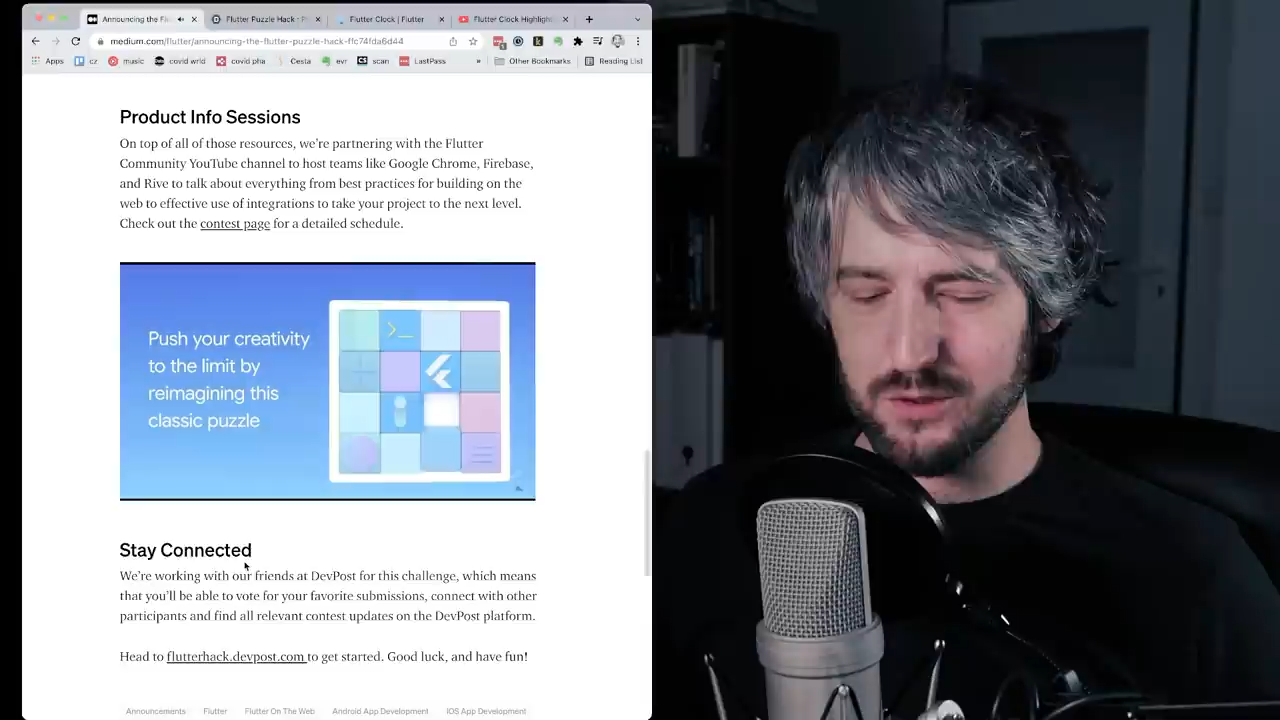 Announcing the Flu
Flutter Puzzle Hack - P
Flutter Clock | Flutter
Flutter Clock Highlight
medium.com/flutter/announcing-the-flutter-puzzle-hack-ffc74fda6d44
Apps
cz
music
covid wrld
covid pha
Cesta
evr
scan
LastPass
»
Other Bookmarks
Reading List
Product Info Sessions
On top of all of those resources, we're partnering with the Flutter
Community YouTube channel to host teams like Google Chrome, Firebase,
and Rive to talk about everything from best practices for building on the
web to effective use of integrations to take your project to the next level.
Check out the contest page for a detailed schedule.
Push your creativity
to the limit by
reimagining this
classic puzzle
Stay Connected
We're working with our friends at DevPost for this challenge, which means
that you'll be able to vote for your favorite submissions, connect with other
participants and find all relevant contest updates on the DevPost platform.
Head to flutterhack.devpost.com to get started. Good luck, and have fun!
Announcements
Flutter
Flutter On The Web
Android App Development
IOS App Development